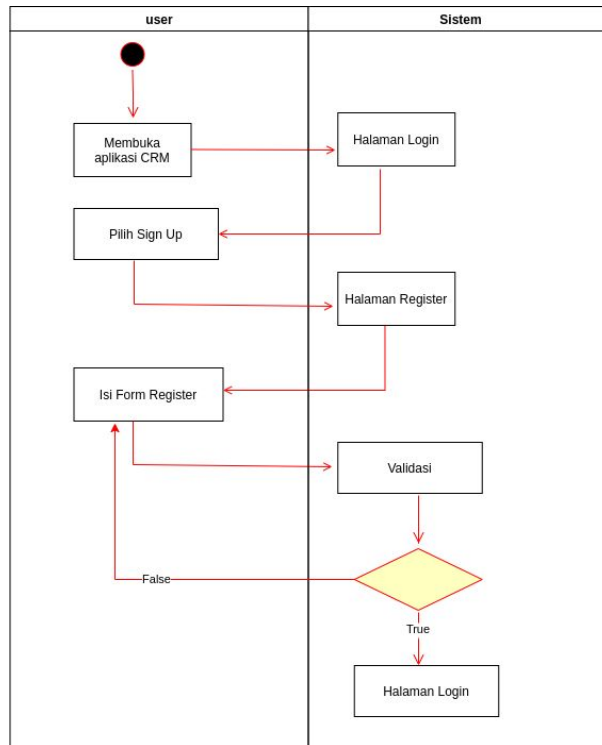 user
Sistem
Membuka
aplikasi CRM
Halaman Login
Pilih Sign Up
Halaman Register
Isi Form Register
Validasi
False
True
Halaman Login